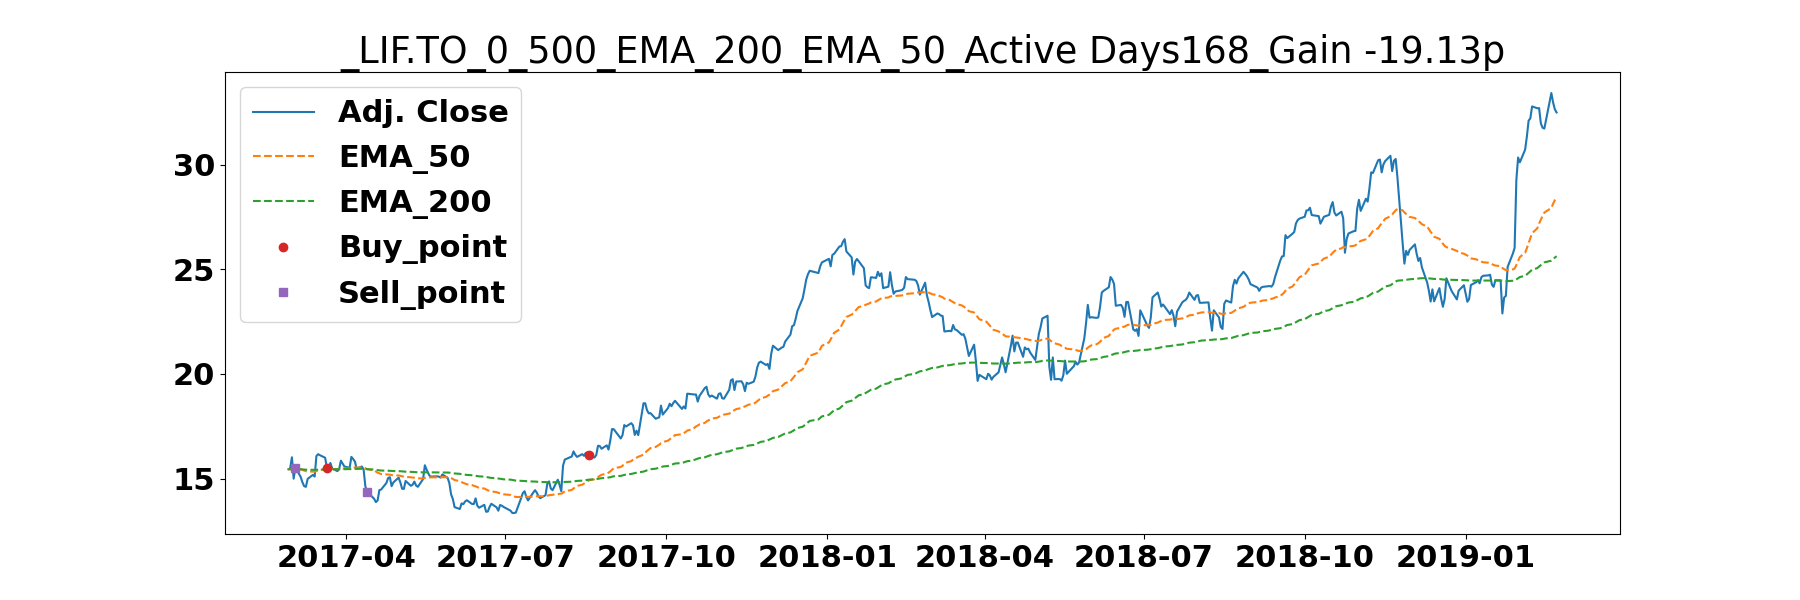 _LIF.TO_0_500_EMA_200_EMA_50_Active Days168_Gain -19.13p
Adj. Close
EMA_50
EMA_200
Buy_point
Sell_point
30
25
20
15
2017-04 2017-07 2017-10 2018-01 2018-04 2018-07 2018-10 2019-01